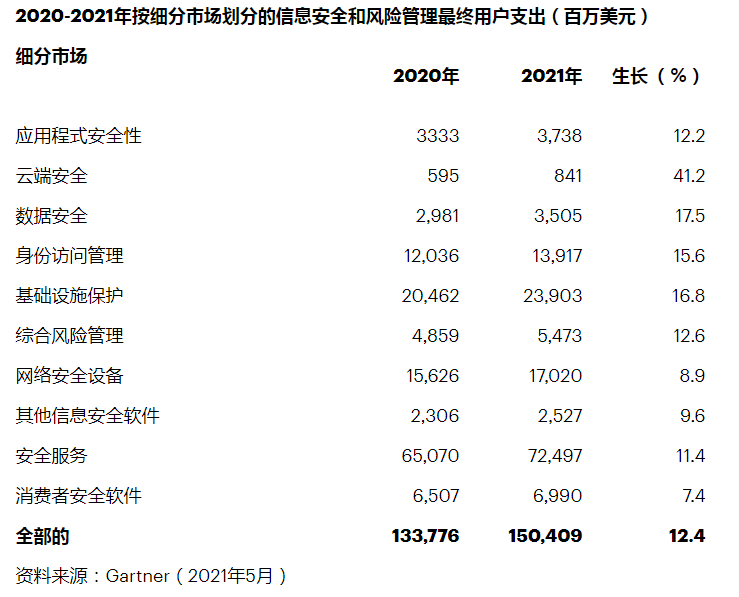 2020-2021年按细分市场划分的信息安全和风险管理最终用户支出（百万美元）
细分市场
2020年 2021年 生长（%）
应用程式安全性 3333 3,738 12.2
云端安全 595 841 41.2
数据安全 2,981 3,505 17.5
身份访问管理 12,036 13,917 15.6
基础设施保护 20,462 23,903 16.8
综合风险管理 4,859 5,473 12.6
网络安全设备 15,626 17,020 8.9
其他信息安全软件 2,306 2,527 9.6
安全服务 65,070 72,497 11.4
消费者安全软件 6,507 6,990 7.4
全部的 133,776 150,409 12.4
资料来源：Gartner（2021年5月）